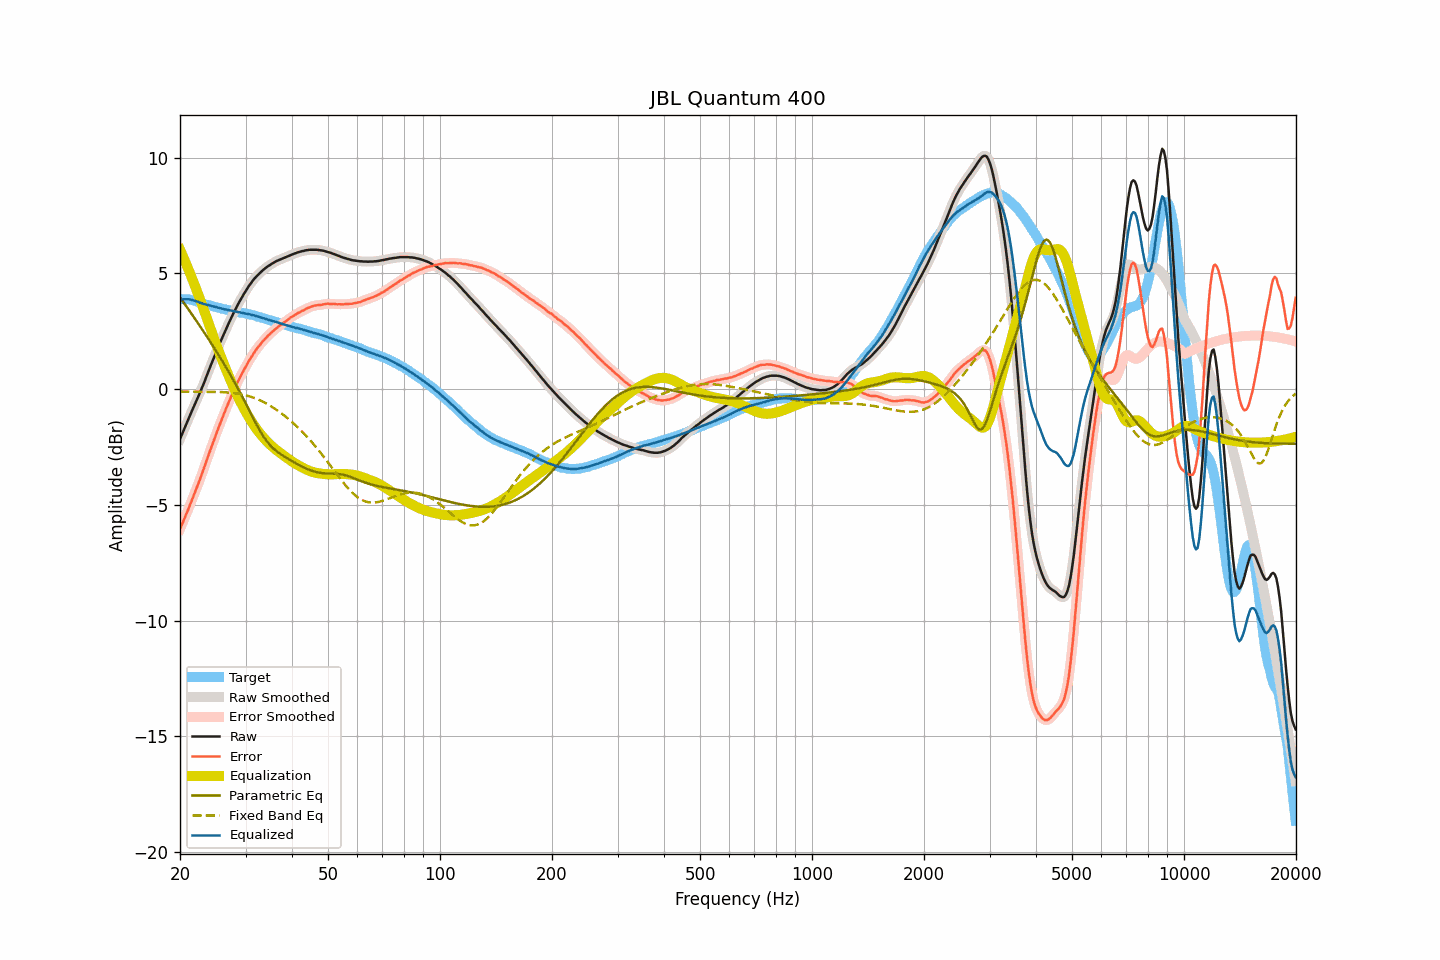 JBL Quantum 400
Amplitude (dBr)
10
5
0
−5
−10
−15
−20
Target
Raw Smoothed
Error Smoothed
Raw
Error
Equalization
Parametric Eq
Fixed Band Eq
Equalized
20 50 100 200 500 1000 2000 5000 10000 20000
Frequency (Hz)